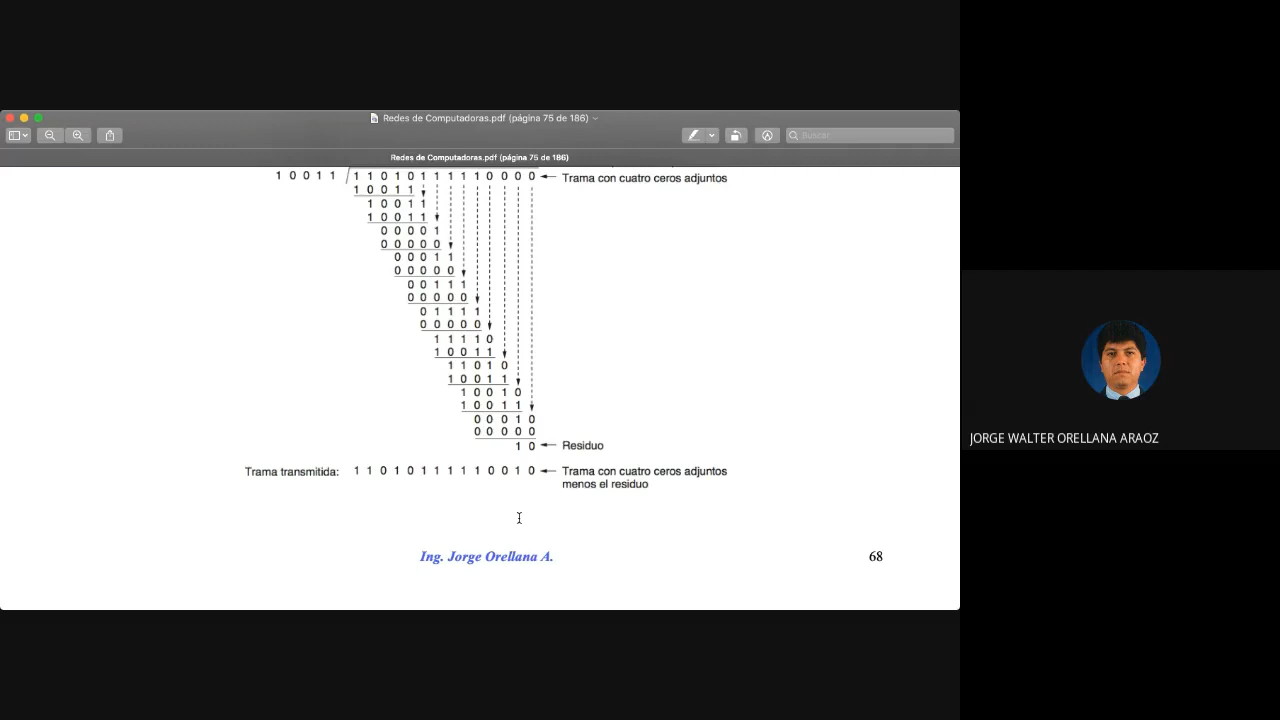 Redes de Computadoras.pdf (página 75 de 186)
Buscar
Redes de Computadoras.pdf (página 75 de 186)
1 0 0 1 1 1 1 0 1 0 1 1 1 1 1 0 0 0 0 Trama con cuatro ceros adjuntos
1 0 0 1 1
1 0 0 1 1
1 0 0 1 1
0 0 0 0 1
0 0 0 0 0
0 0 0 1 1
0 0 0 0 0
0 0 1 1 1
0 0 0 0 0
0 1 1 1 1
0 0 0 0 0
1 1 1 1 0
1 0 0 1 1
1 1 0 1 0
1 0 0 1 1
1 0 0 1 0
1 0 0 1 1
0 0 0 1 0
0 0 0 0 0
1 0 Residuo
Trama transmitida: 1 1 0 1 0 1 1 1 1 1 0 0 1 0 Trama con cuatro ceros adjuntos
menos el residuo
Ing. Jorge Orellana A. 68
JORGE WALTER ORELLANA ARAOZ